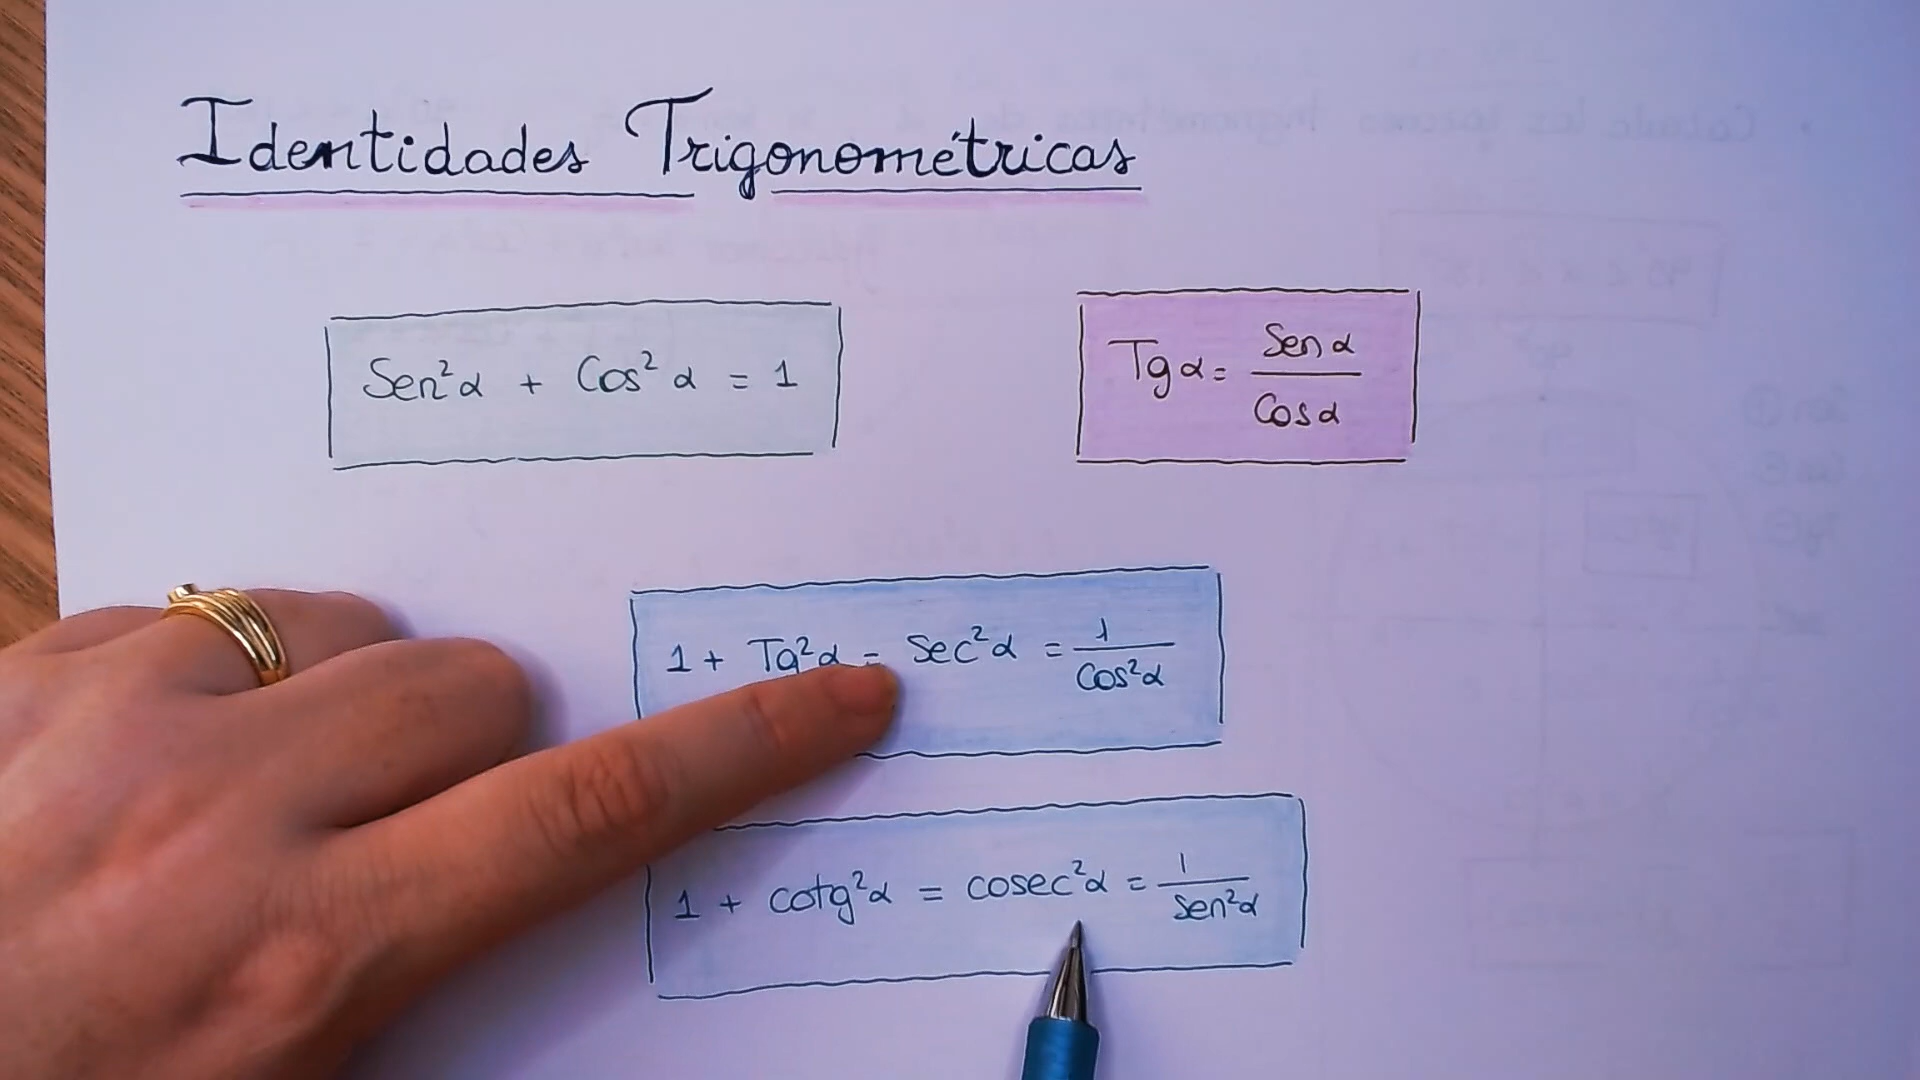 Identidades Trigonométricas
Sen²α + Cos²α = 1
Tgα = Senα / Cosα
1 + Tg²α = Sec²α = 1 / Cos²α
1 + cotg²α = cosec²α = 1 / Sen²α